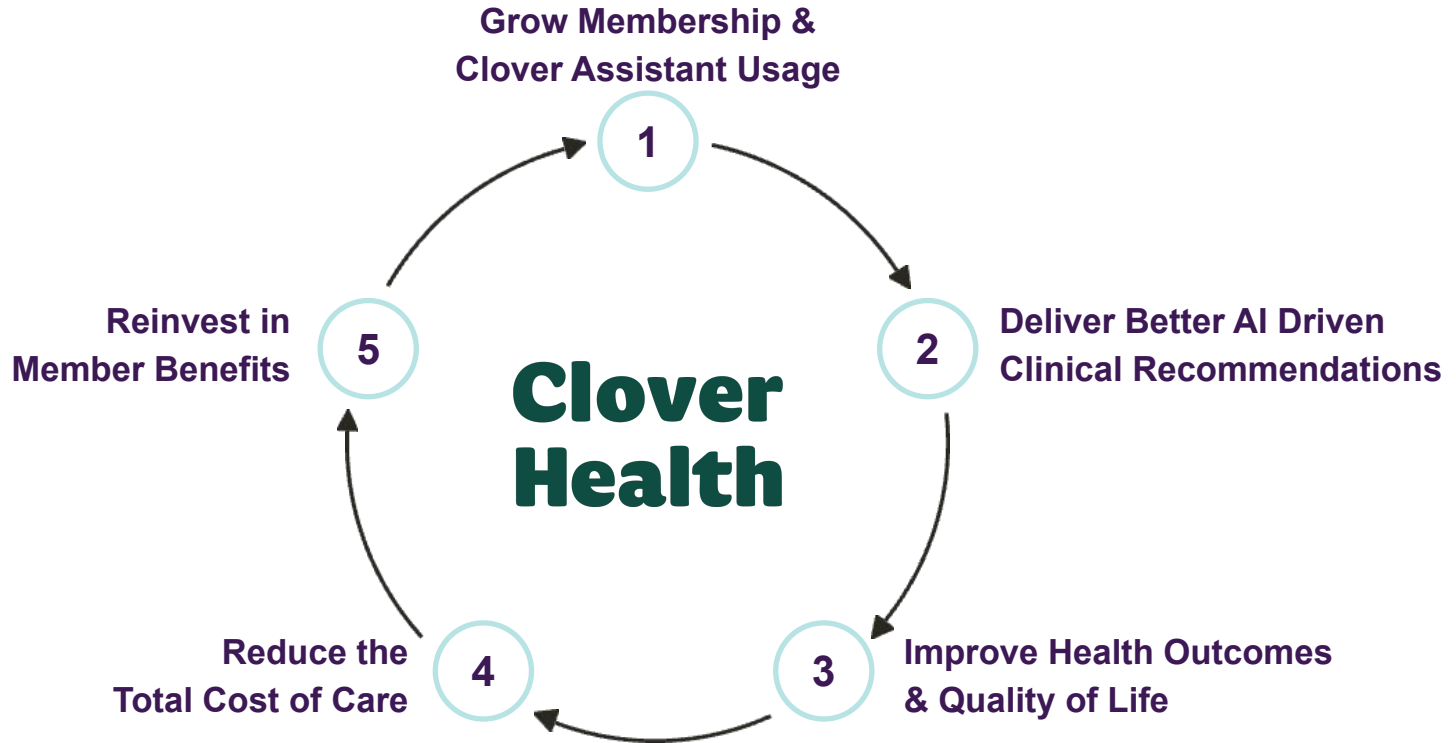 Grow Membership &
Clover Assistant Usage
1
2
Deliver Better AI Driven
Clinical Recommendations
3
Improve Health Outcomes
& Quality of Life
4
Reduce the
Total Cost of Care
5
Reinvest in
Member Benefits
Clover
Health